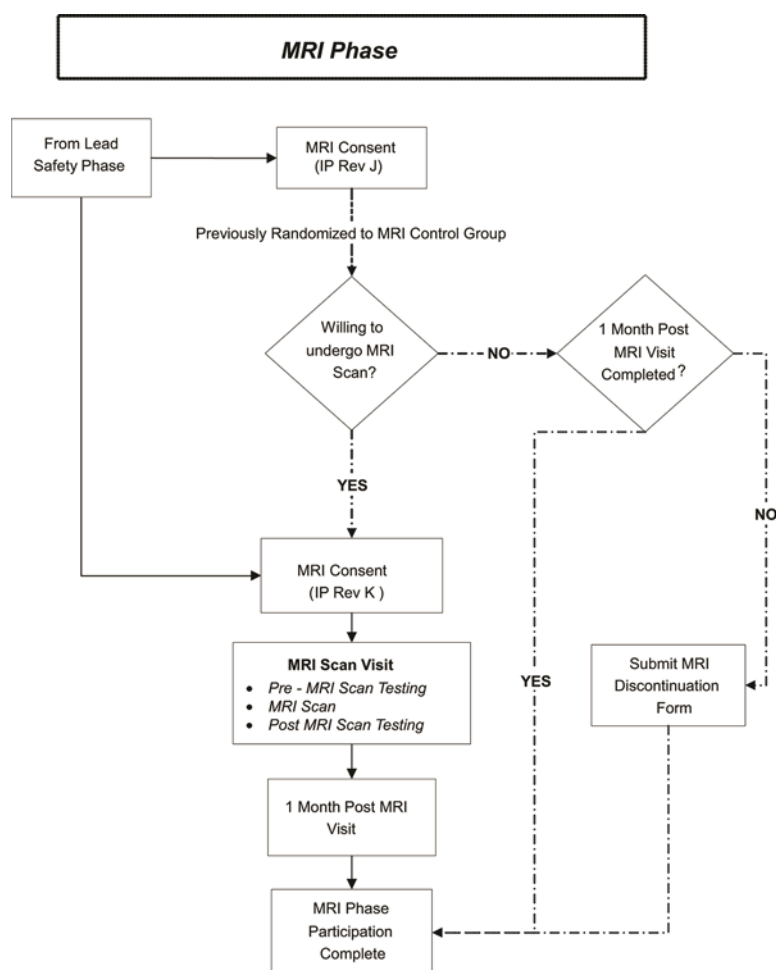 MRI Phase
From Lead
Safety Phase
MRI Consent
(IP Rev J)
Previously Randomized to MRI Control Group
Willing to
undergo MRI
Scan?
NO
1 Month Post
MRI Visit
Completed?
YES
NO
MRI Consent
(IP Rev K )
MRI Scan Visit
• Pre - MRI Scan Testing
• MRI Scan
• Post MRI Scan Testing
YES
Submit MRI
Discontinuation
Form
1 Month Post MRI
Visit
MRI Phase
Participation
Complete